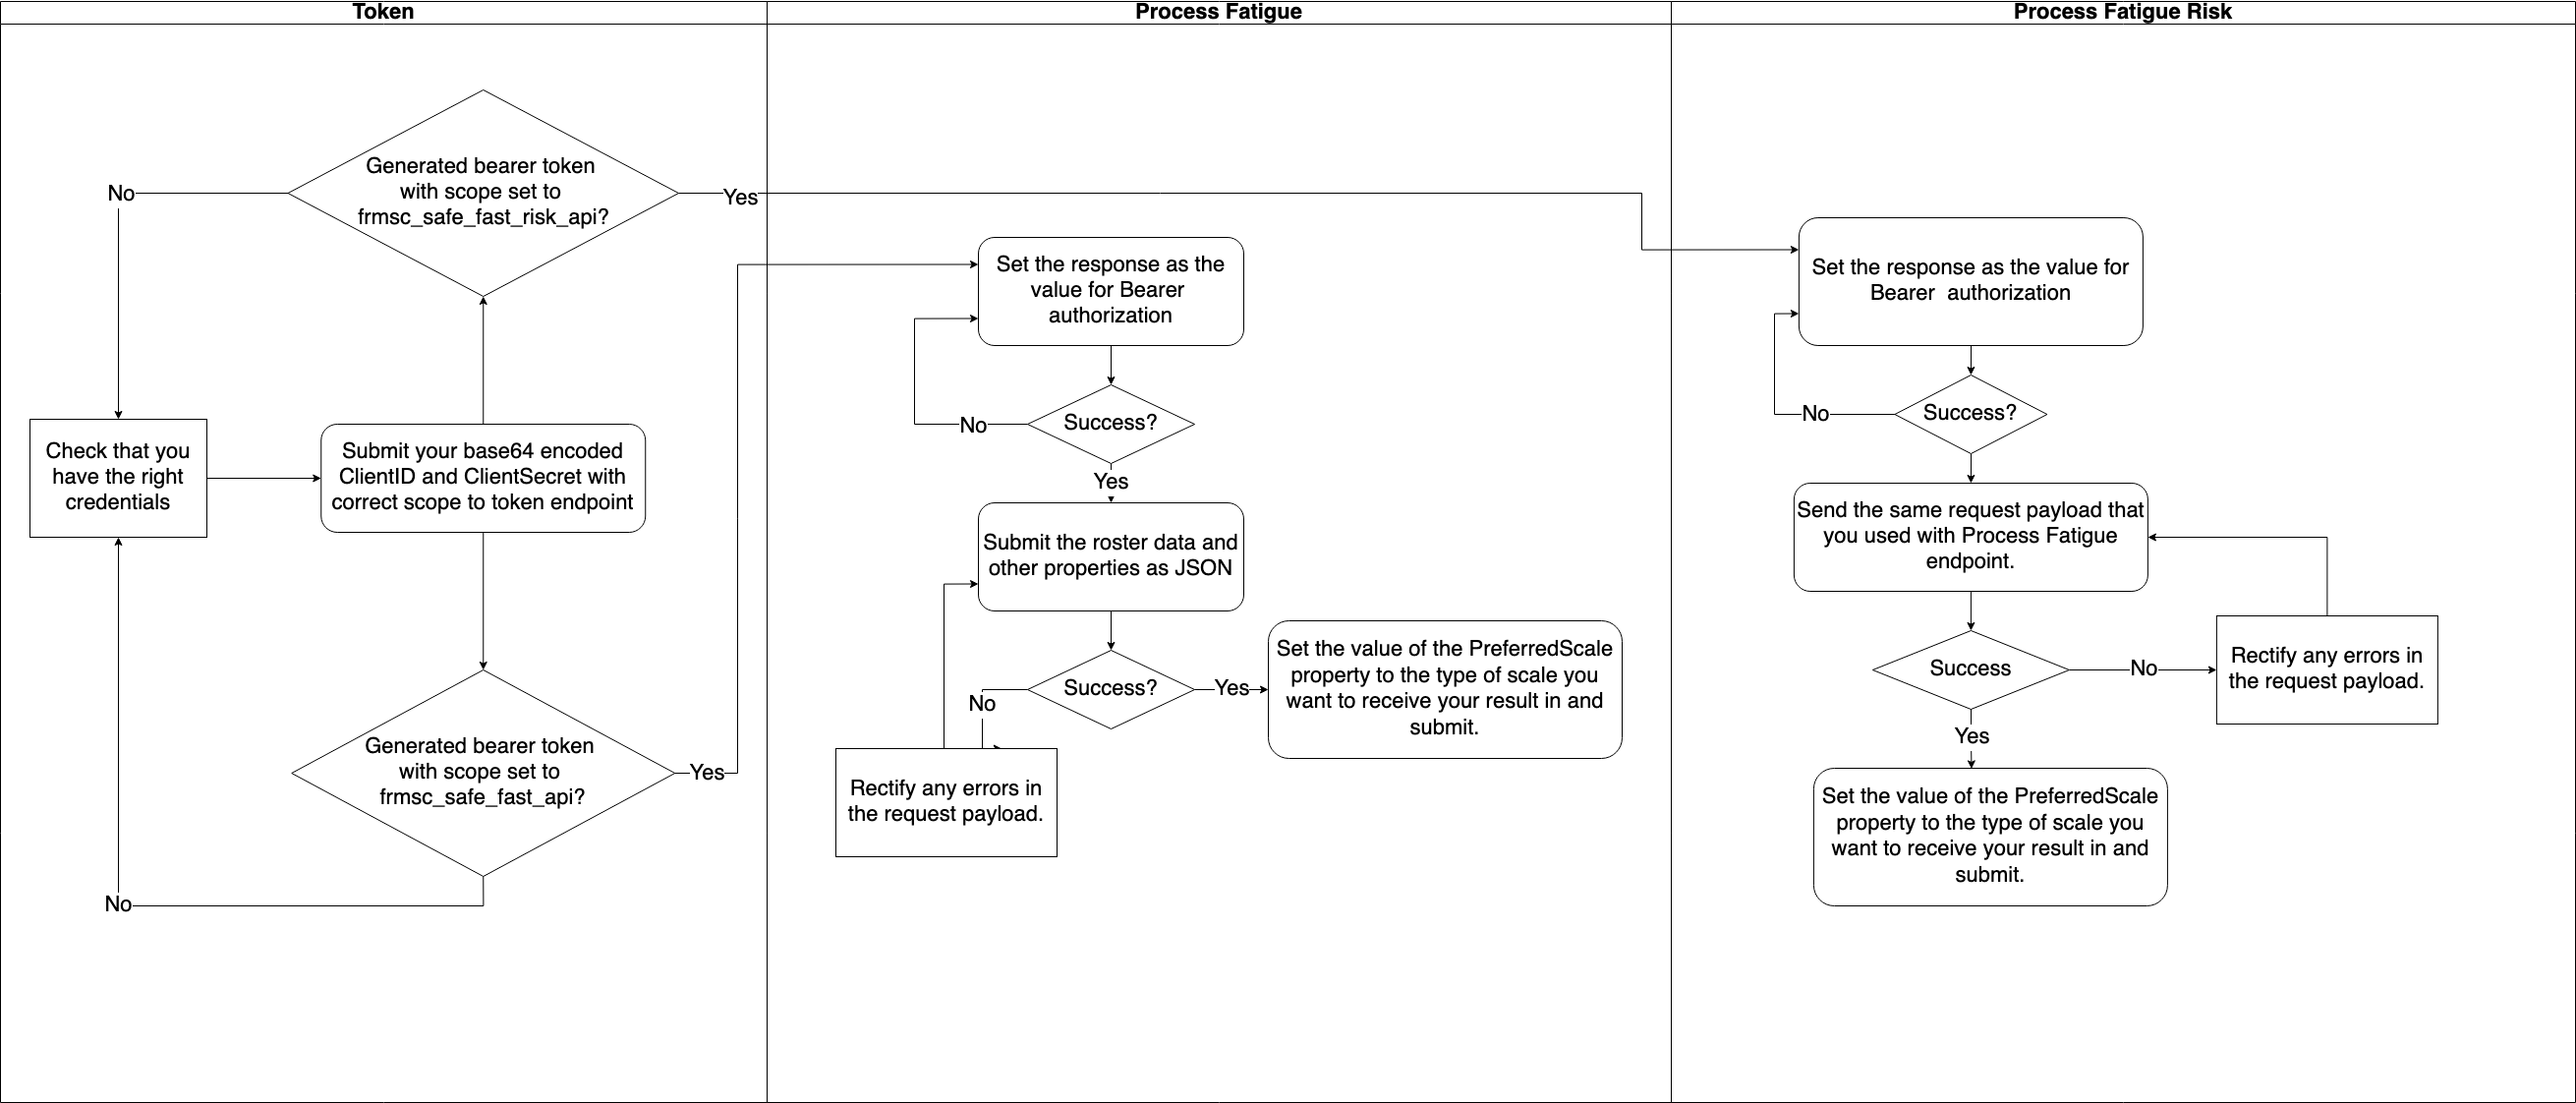 Token
Process Fatigue
Process Fatigue Risk
Generated bearer token
with scope set to
frmsc_safe_fast_risk_api?
No
Yes
Check that you
have the right
credentials
Submit your base64 encoded
ClientID and ClientSecret with
correct scope to token endpoint
Generated bearer token
with scope set to
frmsc_safe_fast_api?
Yes
No
Set the response as the
value for Bearer
authorization
Success?
No
Yes
Submit the roster data and
other properties as JSON
Success?
No
Yes
Set the value of the PreferredScale
property to the type of scale you
want to receive your result in and
submit.
Rectify any errors in
the request payload.
Set the response as the value for
Bearer  authorization
Success?
No
Send the same request payload that
you used with Process Fatigue
endpoint.
Success
No
Rectify any errors in
the request payload.
Yes
Set the value of the PreferredScale
property to the type of scale you
want to receive your result in and
submit.